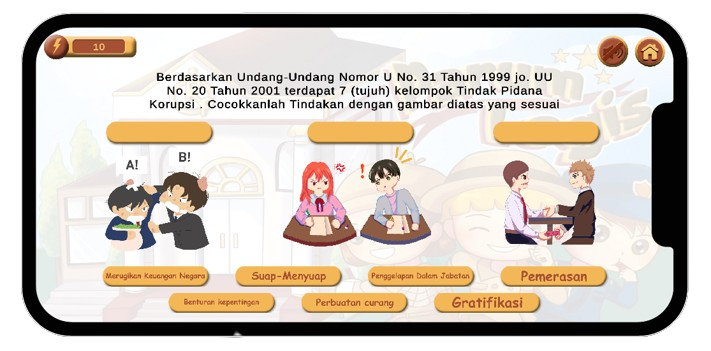 10
Berdasarkan Undang-Undang Nomor U No. 31 Tahun 1999 jo. UU
No. 20 Tahun 2001 terdapat 7 (tujuh) kelompok Tindak Pidana
Korupsi . Cocokkanlah Tindakan dengan gambar diatas yang sesuai
A!
B!
Merugikan Keuangan Negara
Suap-Menyuap
Penggelapan Dalam Jabatan
Pemerasan
Benturan kepentingan
Perbuatan curang
Gratifikasi